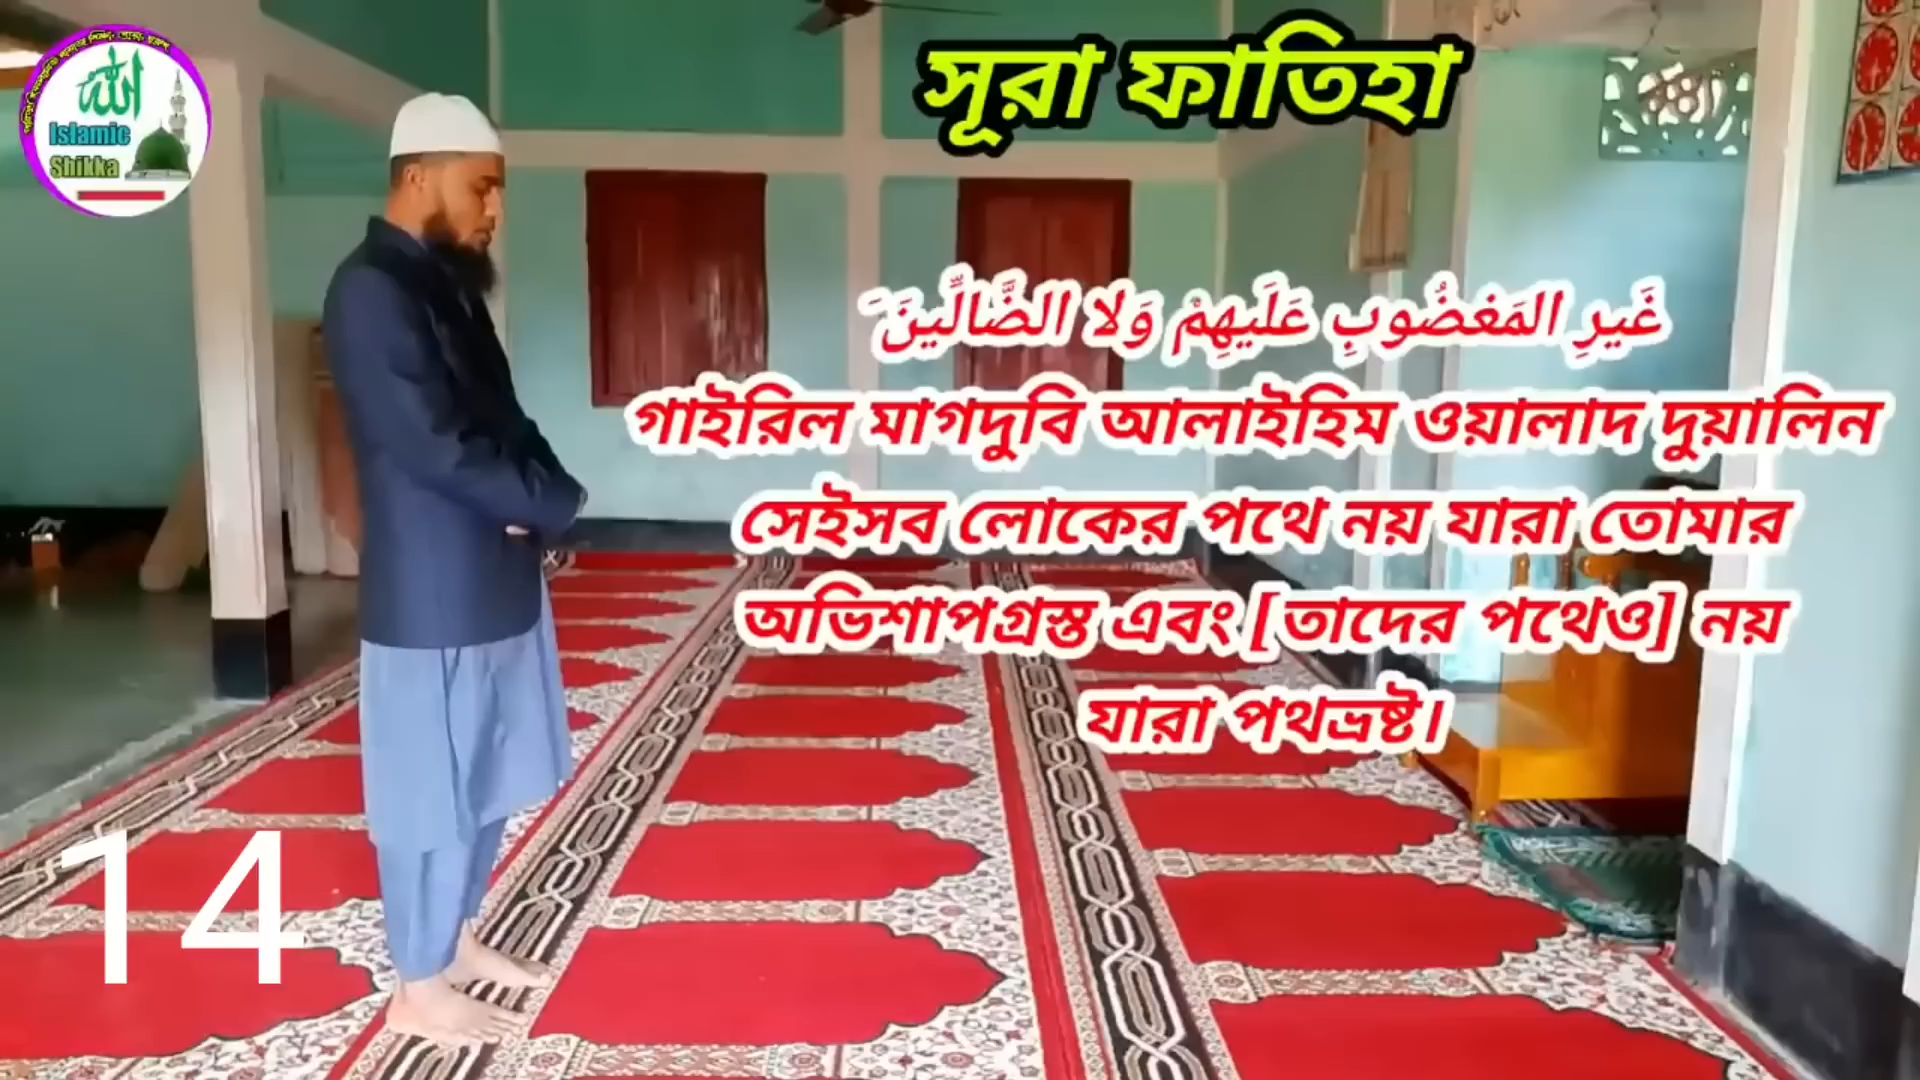 الله
Islamic
Shikka
সূরা ফাতিহা
غَيرِ المَغضُوبِ عَلَيهِمْ وَلا الضَّالِّينَ
গাইরিল মাগদুবি আলাইহিম ওয়ালাদ দুয়ালিন
সেইসব লোকের পথে নয় যারা তোমার
অভিশাপগ্রস্ত এবং [তাদের পথেও] নয়
যারা পথভ্রষ্ট।
14